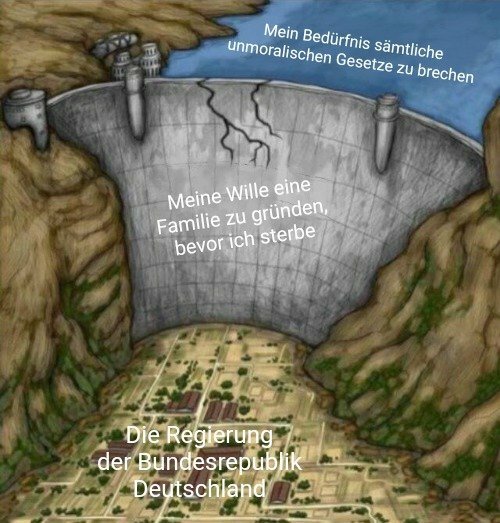 Mein Bedürfnis sämtliche
unmoralischen Gesetze zu brechen
Meine Wille eine
Familie zu gründen,
bevor ich sterbe
Die Regierung
der Bundesrepublik
Deutschland